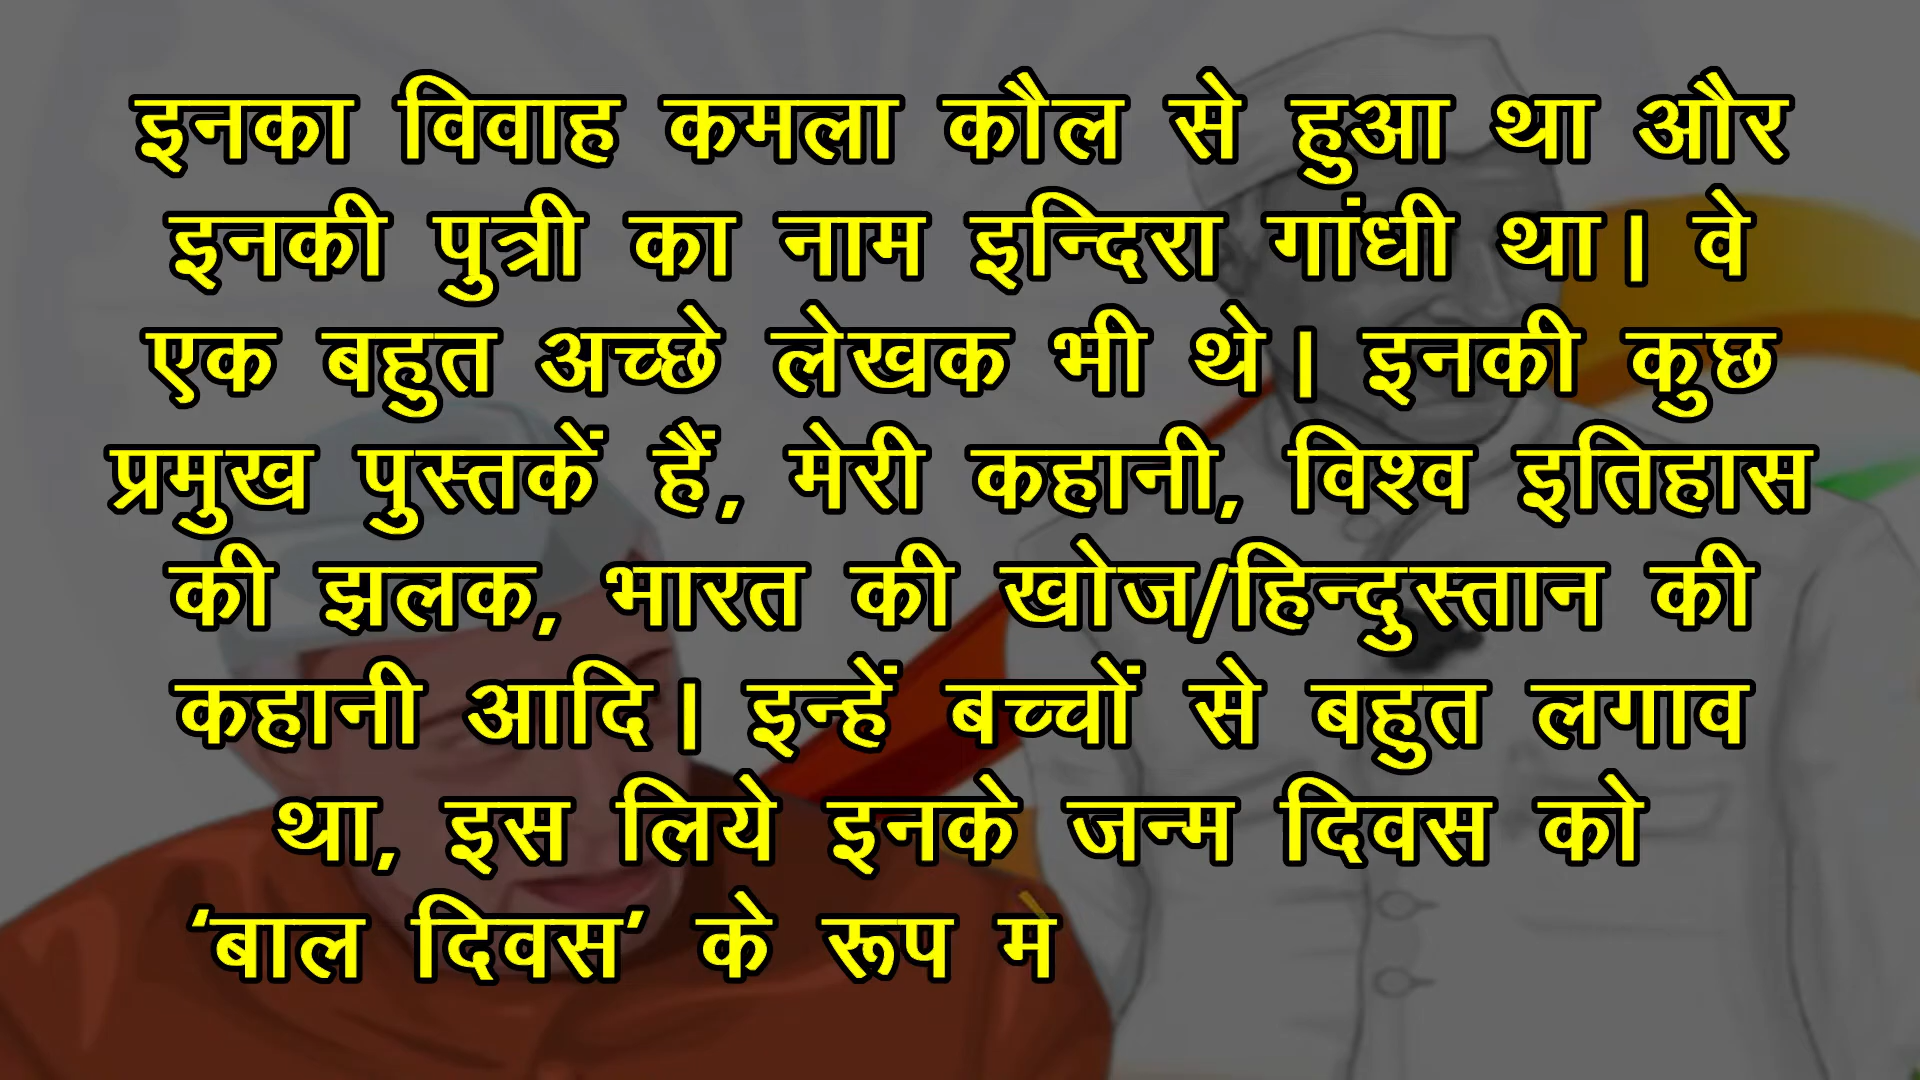 इनका विवाह कमला कौल से हुआ था और
इनकी पुत्री का नाम इन्दिरा गांधी था। वे
एक बहुत अच्छे लेखक भी थे। इनकी कुछ
प्रमुख पुस्तकें हैं, मेरी कहानी, विश्व इतिहास
की झलक, भारत की खोज/हिन्दुस्तान की
कहानी आदि। इन्हें बच्चों से बहुत लगाव
था, इस लिये इनके जन्म दिवस को
‘बाल दिवस’ के रूप म